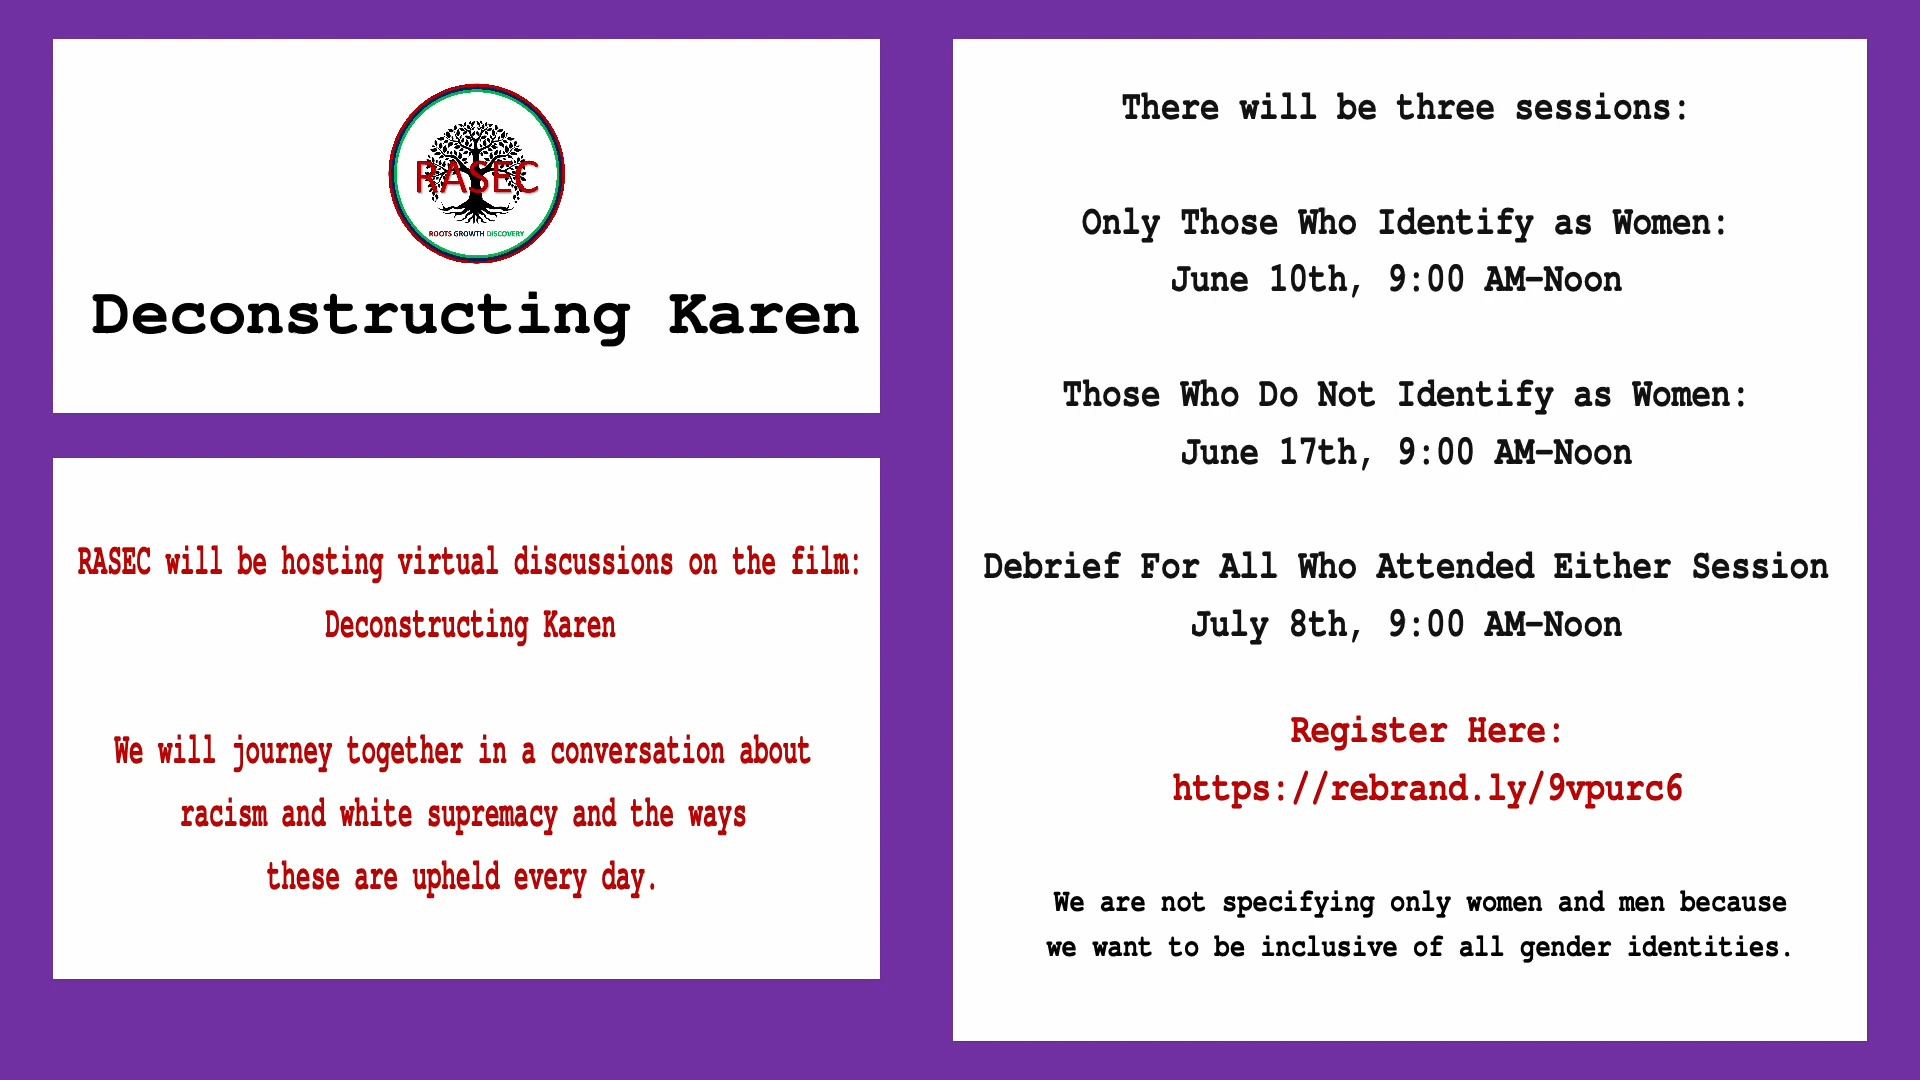 RASEC
ROOTS GROWTH DISCOVERY
Deconstructing Karen
RASEC will be hosting virtual discussions on the film:
Deconstructing Karen
We will journey together in a conversation about
racism and white supremacy and the ways
these are upheld every day.
There will be three sessions:
Only Those Who Identify as Women:
June 10th, 9:00 AM–Noon
Those Who Do Not Identify as Women:
June 17th, 9:00 AM–Noon
Debrief For All Who Attended Either Session
July 8th, 9:00 AM–Noon
Register Here:
https://rebrand.ly/9vpurc6
We are not specifying only women and men because
we want to be inclusive of all gender identities.